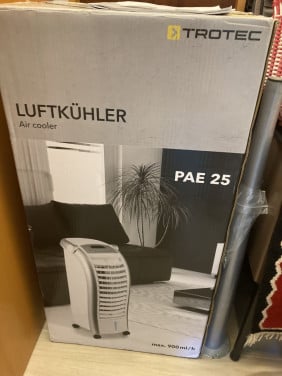 TROTEC
LUFTKÜHLER
Air cooler
PAE 25
max. 900 ml/h